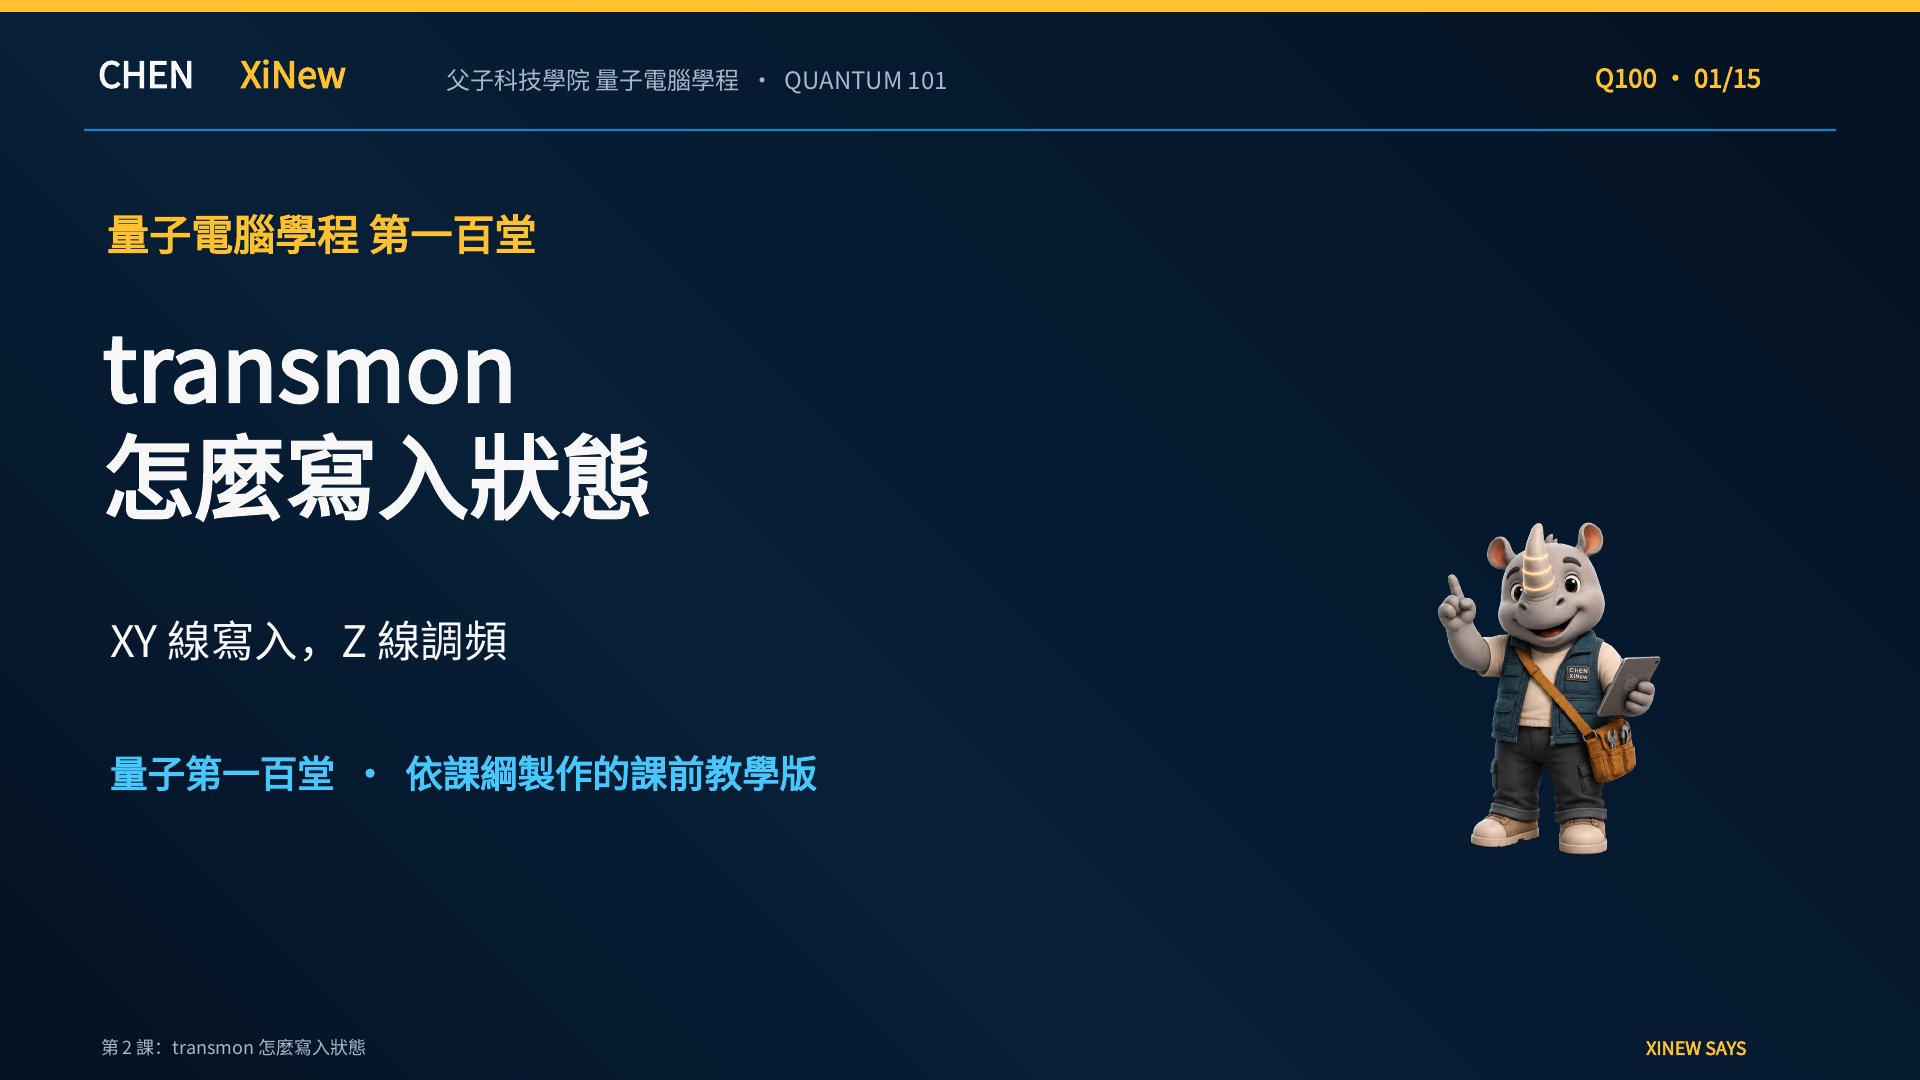 CHEN XiNew 父子科技學院 量子電腦學程 · QUANTUM 101 Q100 · 01/15
量子電腦學程 第一百堂
transmon
怎麼寫入狀態
XY 線寫入，Z 線調頻
量子第一百堂 · 依課綱製作的課前教學版
CHEN
XiNew
第 2 課：transmon 怎麼寫入狀態 XINEW SAYS